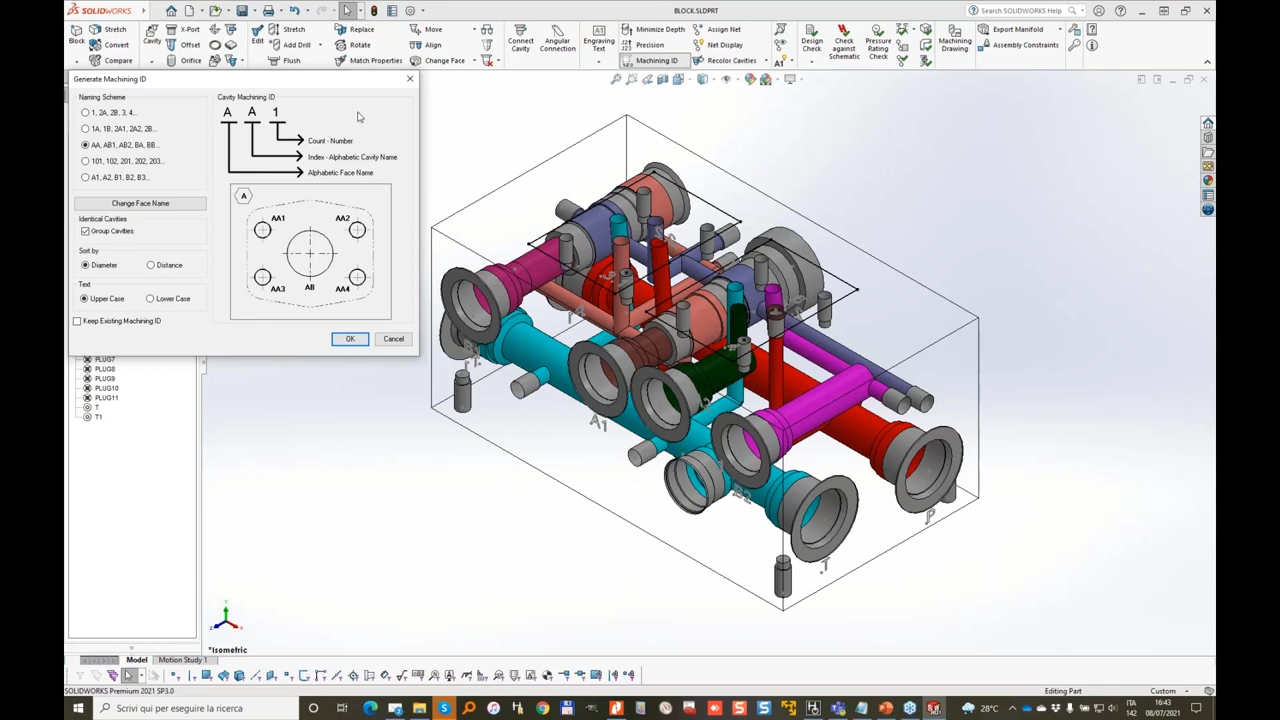 SOLIDWORKS
BLOCK.SLDPRT
Search SOLIDWORKS Help
Block
Stretch
Convert
Compare
Cavity
X-Port
Offset
Orifice
Edit
Stretch
Add Drill
Flush
Replace
Rotate
Match Properties
Move
Align
Change Face
Connect Cavity
Angular Connection
Engraving Text
Minimize Depth
Precision
Machining ID
Assign Net
Net Display
Recolor Cavities
A1
Design Check
Check against Schematic
Pressure Rating Check
Machining Drawing
Export Manifold
Assembly Constraints
Generate Machining ID
Naming Scheme
1, 2A, 2B, 3, 4...
1A, 1B, 2A1, 2A2, 2B...
AA, AB1, AB2, BA, BB...
101, 102, 201, 202, 203...
A1, A2, B1, B2, B3...
Change Face Name
Identical Cavities
Group Cavities
Sort by
Diameter
Distance
Text
Upper Case
Lower Case
Keep Existing Machining ID
Cavity Machining ID
A A 1
Count - Number
Index - Alphabetic Cavity Name
Alphabetic Face Name
A
AA1
AA2
AA3
AB
AA4
OK
Cancel
PLUG7
PLUG8
PLUG9
PLUG10
PLUG11
T
T1
A1
B2
P
.T
Y
X
Z
*Isometric
Model
Motion Study 1
SOLIDWORKS Premium 2021 SP3.0
Editing Part
Custom
Scrivi qui per eseguire la ricerca
28°C
ITA
IT
16:43
08/07/2021